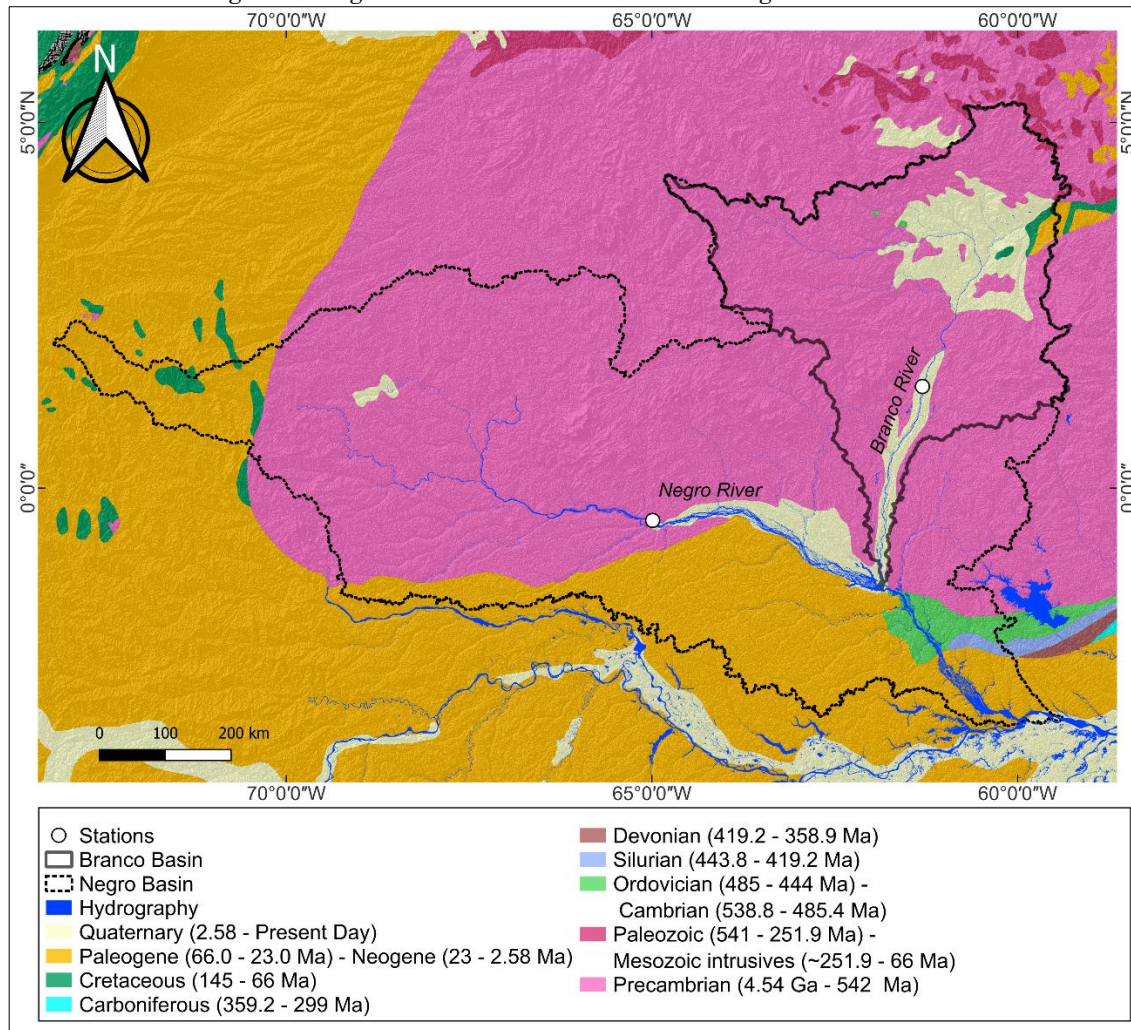 70°0'0"W 65°0'0"W 60°0'0"W
N
5°0'0"N 5°0'0"N
Branco River
Negro River
0°0'0" 0°0'0"
0 100 200 km
70°0'0"W 65°0'0"W 60°0'0"W
Stations
Branco Basin
Negro Basin
Hydrography
Quaternary (2.58 - Present Day)
Paleogene (66.0 - 23.0 Ma) - Neogene (23 - 2.58 Ma)
Cretaceous (145 - 66 Ma)
Carboniferous (359.2 - 299 Ma)
Devonian (419.2 - 358.9 Ma)
Silurian (443.8 - 419.2 Ma)
Ordovician (485 - 444 Ma) -
Cambrian (538.8 - 485.4 Ma)
Paleozoic (541 - 251.9 Ma) -
Mesozoic intrusives (~251.9 - 66 Ma)
Precambrian (4.54 Ga - 542 Ma)